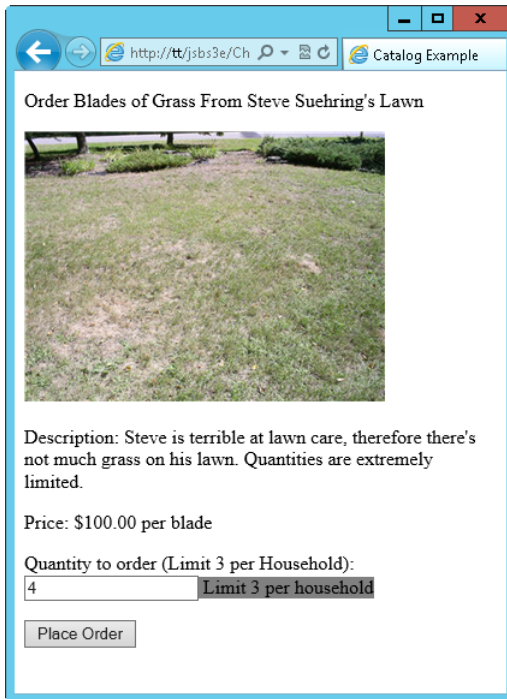 http://tt/jsbs3e/Ch
Catalog Example
Order Blades of Grass From Steve Suehring's Lawn
Description: Steve is terrible at lawn care, therefore there's
not much grass on his lawn. Quantities are extremely
limited.
Price: $100.00 per blade
Quantity to order (Limit 3 per Household):
4 Limit 3 per household
Place Order